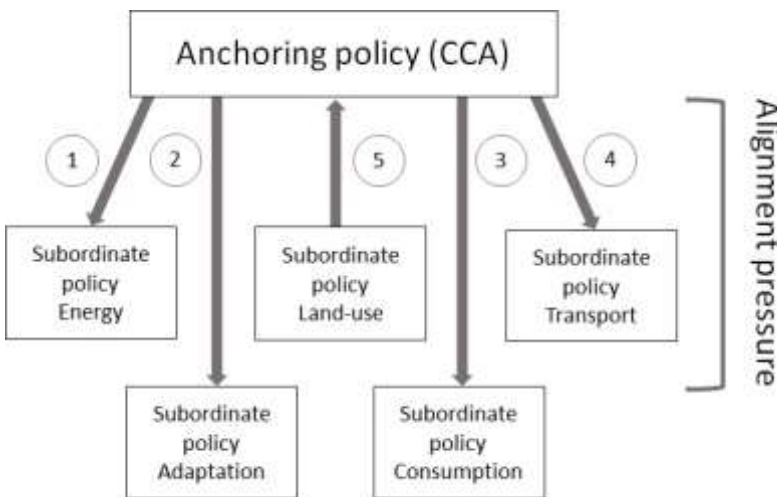 Anchoring policy (CCA)
1
2
5
3
4
Alignment pressure
Subordinate
policy
Energy
Subordinate
policy
Land-use
Subordinate
policy
Transport
Subordinate
policy
Adaptation
Subordinate
policy
Consumption